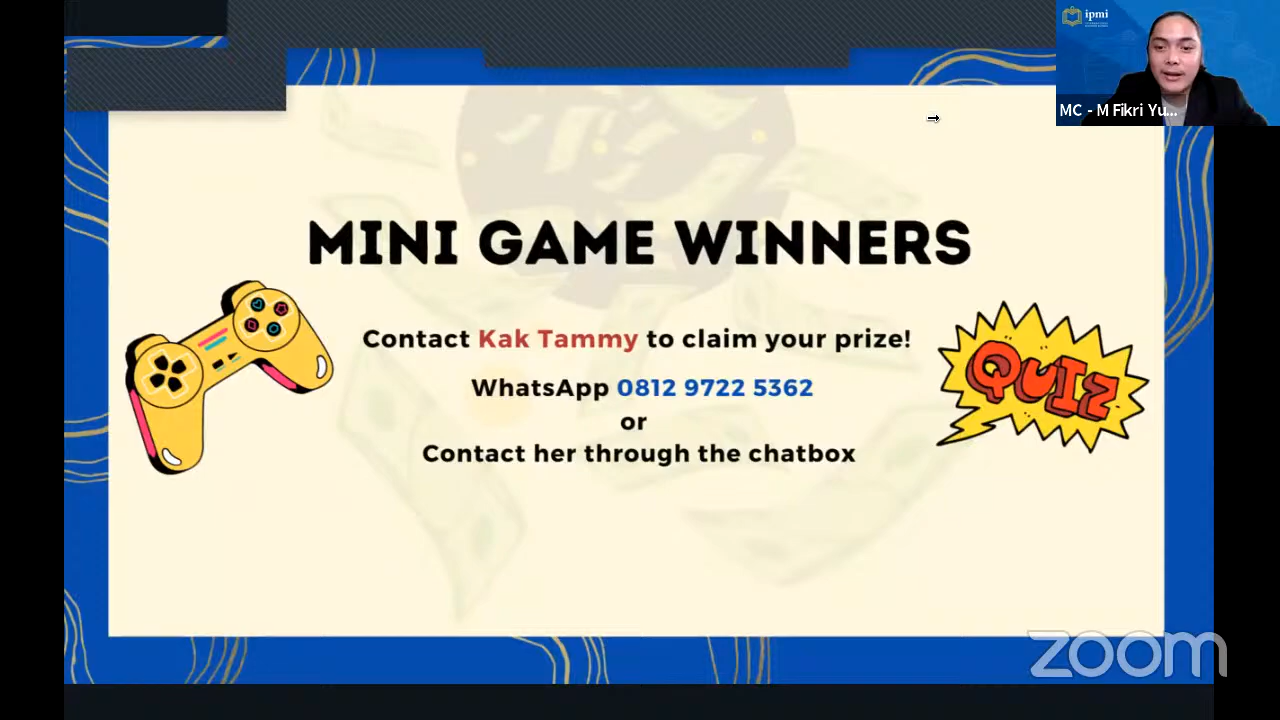 ipmi
MC - M Fikri Yu...
MINI GAME WINNERS
Contact Kak Tammy to claim your prize!
WhatsApp 0812 9722 5362
or
Contact her through the chatbox
QUIZ
zoom